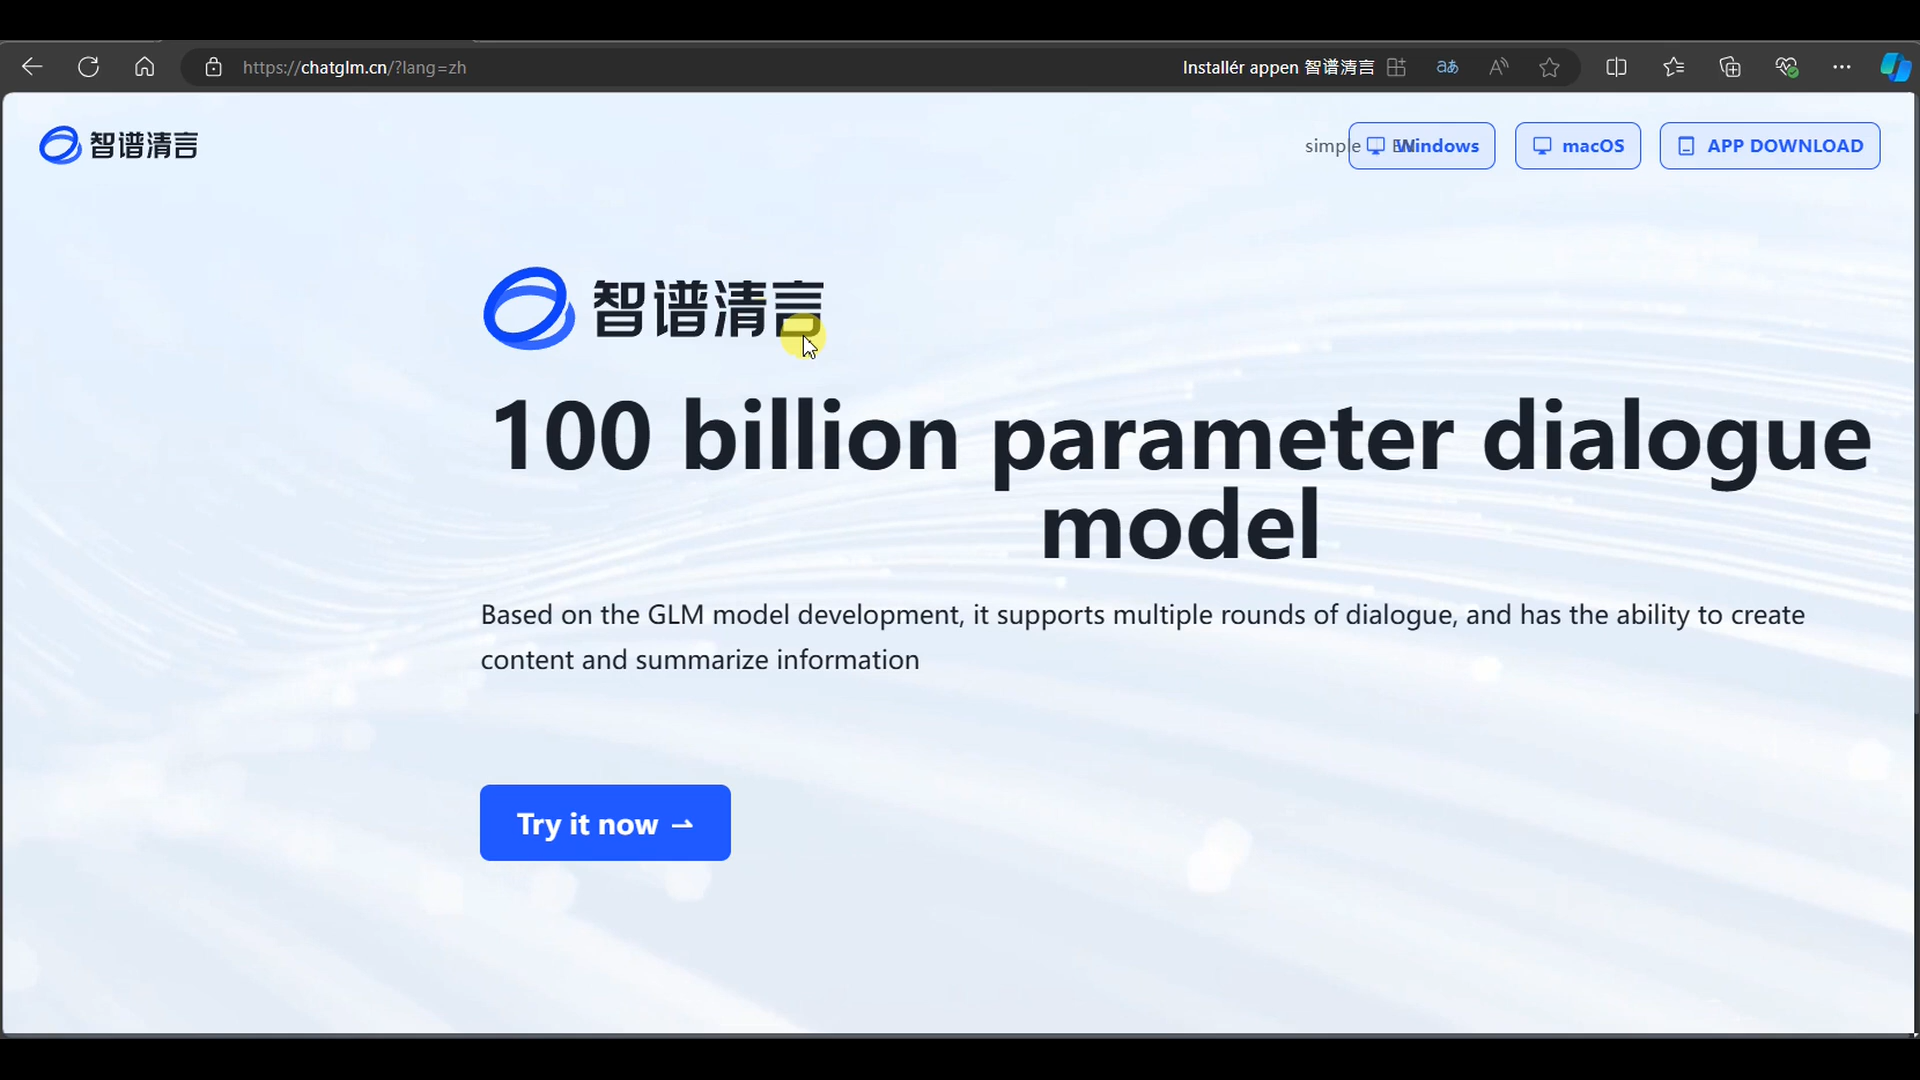 https://chatglm.cn/?lang=zh
Installér appen 智谱清言
智谱清言
simple
Windows
macOS
APP DOWNLOAD
智谱清言
100 billion parameter dialogue
model
Based on the GLM model development, it supports multiple rounds of dialogue, and has the ability to create
content and summarize information
Try it now